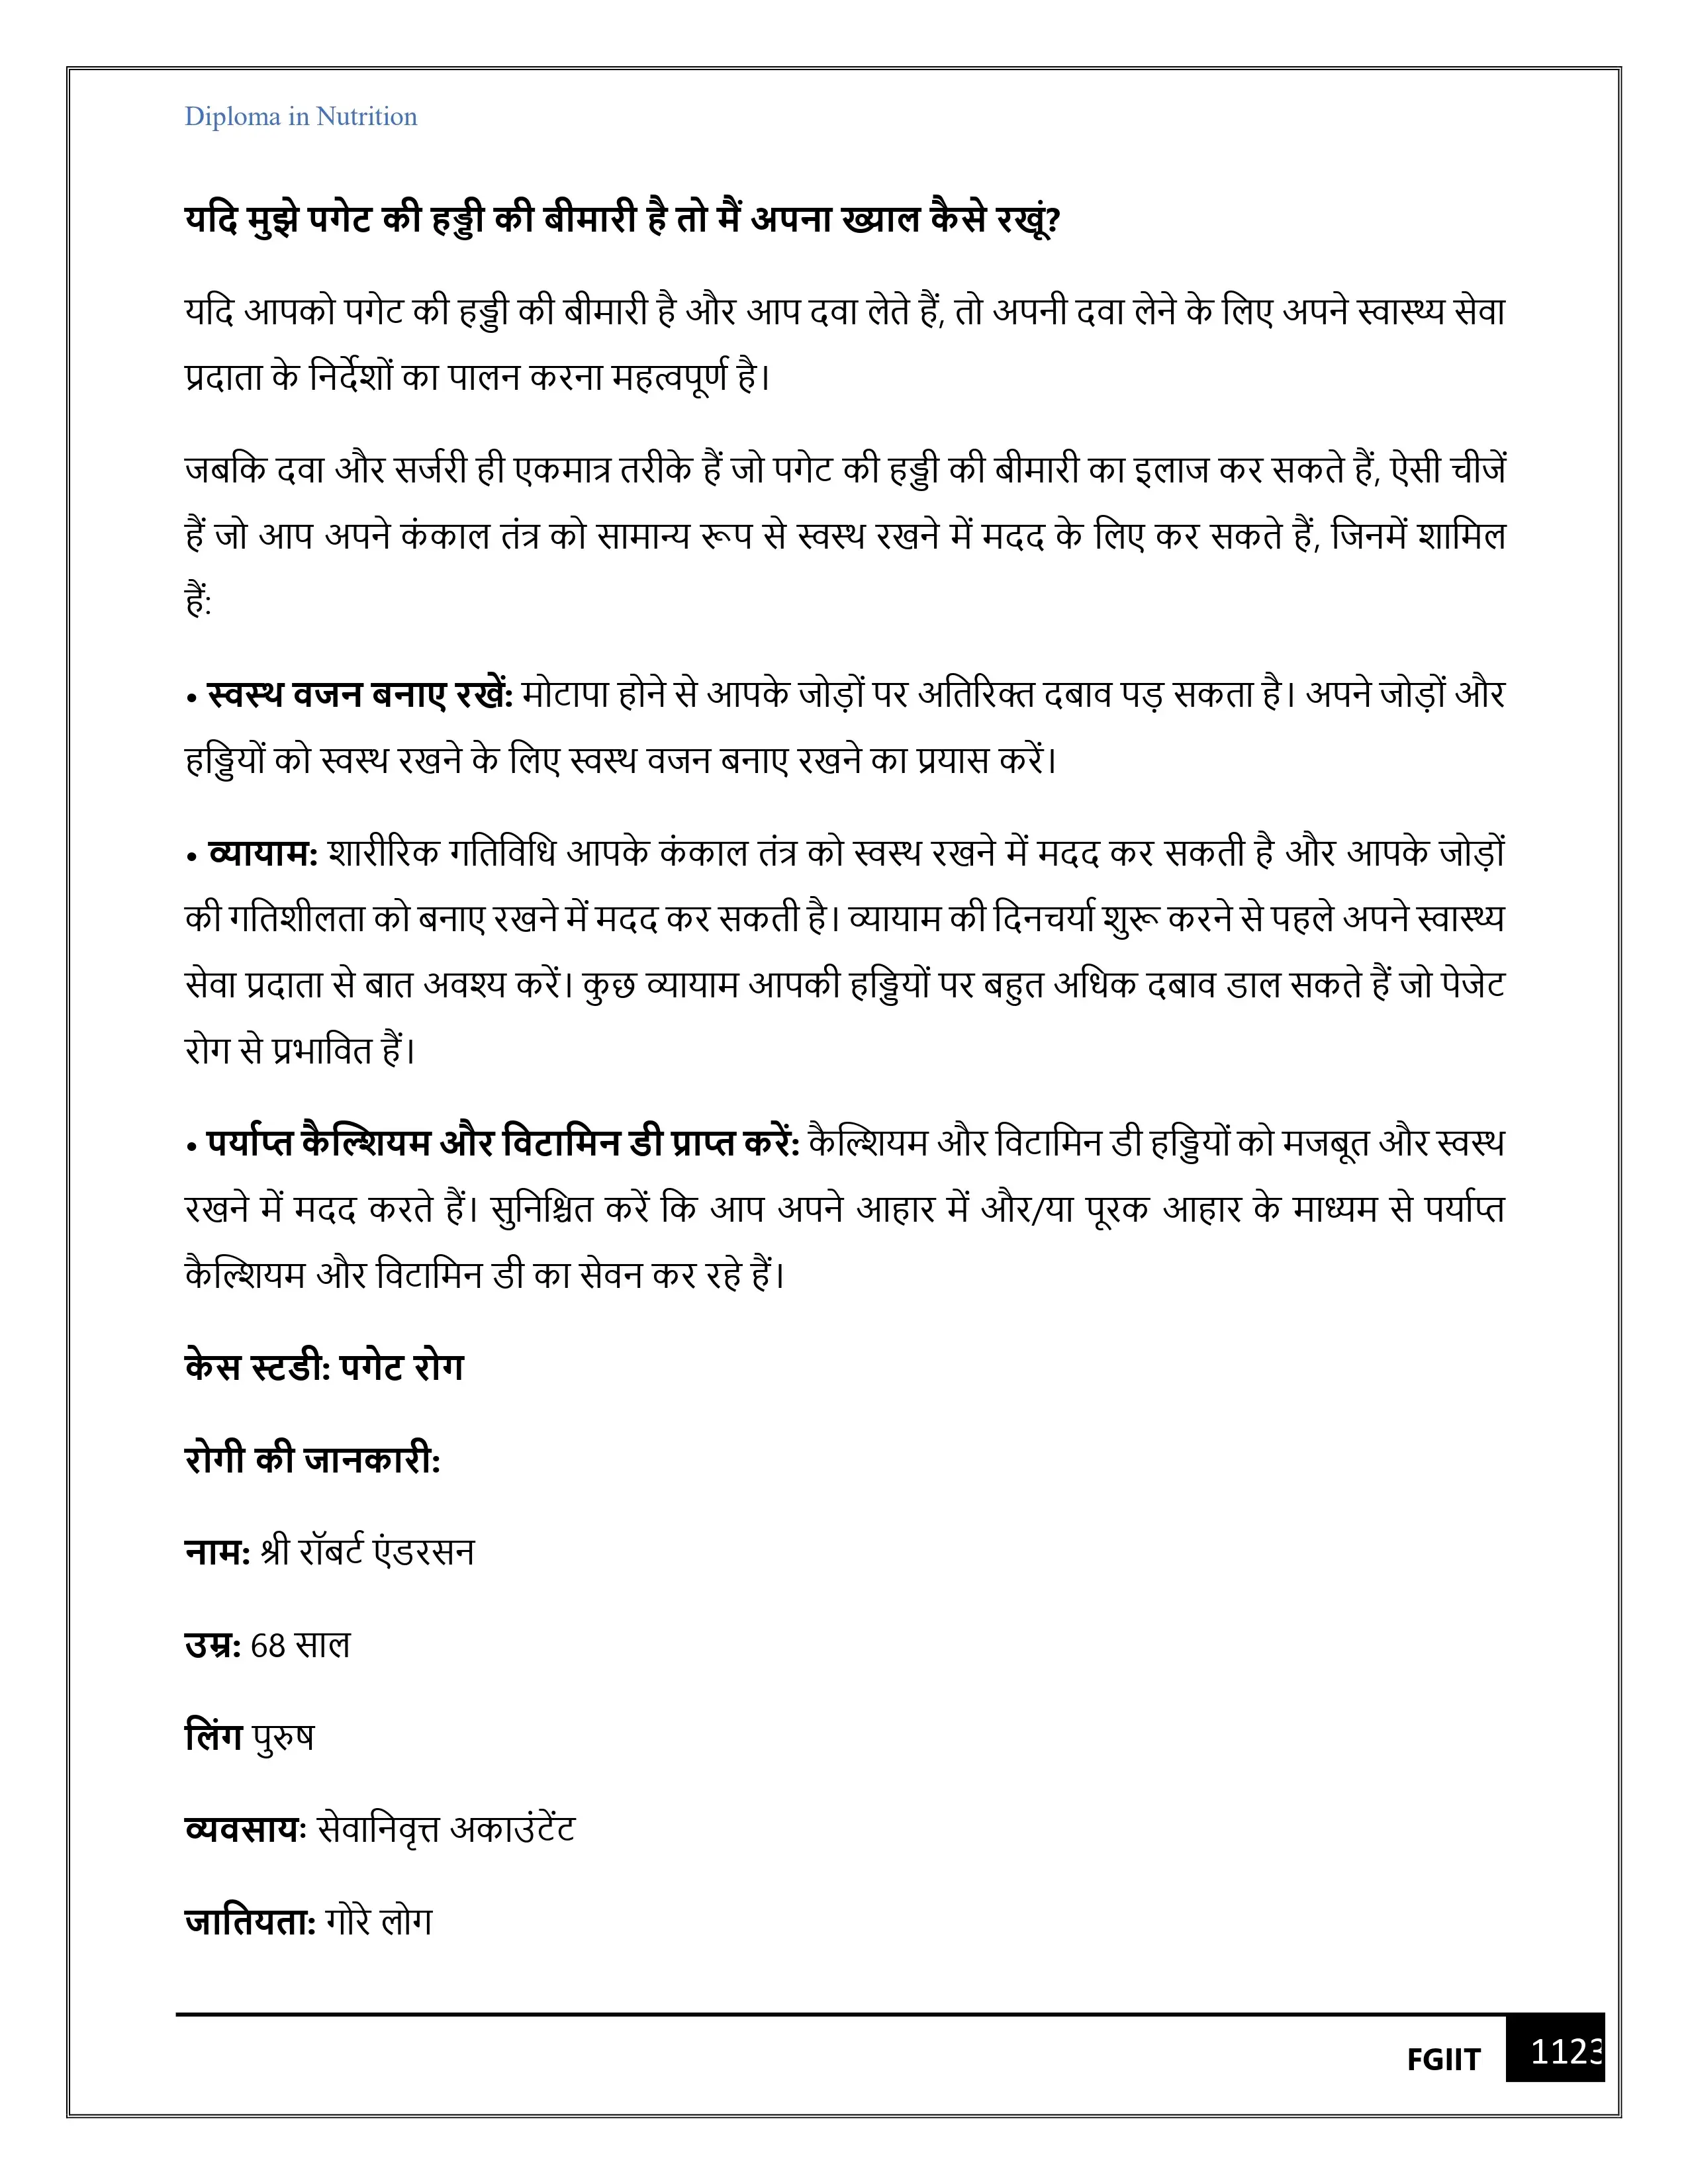 Diploma in Nutrition
यदि मुझे पगेट की हड्डी की बीमारी है तो मैं अपना ख्याल कैसे रखूं?
यदि आपको पगेट की हड्डी की बीमारी है और आप दवा लेते हैं, तो अपनी दवा लेने के लिए अपने स्वास्थ्य सेवा
प्रदाता के निर्देशों का पालन करना महत्वपूर्ण है।
जबकि दवा और सर्जरी ही एकमात्र तरीके हैं जो पगेट की हड्डी की बीमारी का इलाज कर सकते हैं, ऐसी चीजें
हैं जो आप अपने कंकाल तंत्र को सामान्य रूप से स्वस्थ रखने में मदद के लिए कर सकते हैं, जिनमें शामिल
हैं:
• स्वस्थ वजन बनाए रखें: मोटापा होने से आपके जोड़ों पर अतिरिक्त दबाव पड़ सकता है। अपने जोड़ों और
हड्डियों को स्वस्थ रखने के लिए स्वस्थ वजन बनाए रखने का प्रयास करें।
• व्यायाम: शारीरिक गतिविधि आपके कंकाल तंत्र को स्वस्थ रखने में मदद कर सकती है और आपके जोड़ों
की गतिशीलता को बनाए रखने में मदद कर सकती है। व्यायाम की दिनचर्या शुरू करने से पहले अपने स्वास्थ्य
सेवा प्रदाता से बात अवश्य करें। कुछ व्यायाम आपकी हड्डियों पर बहुत अधिक दबाव डाल सकते हैं जो पेजेट
रोग से प्रभावित हैं।
• पर्याप्त कैल्शियम और विटामिन डी प्राप्त करें: कैल्शियम और विटामिन डी हड्डियों को मजबूत और स्वस्थ
रखने में मदद करते हैं। सुनिश्चित करें कि आप अपने आहार में और/या पूरक आहार के माध्यम से पर्याप्त
कैल्शियम और विटामिन डी का सेवन कर रहे हैं।
केस स्टडी: पगेट रोग
रोगी की जानकारी:
नाम: श्री रॉबर्ट एंडरसन
उम्र: 68 साल
लिंग पुरुष
व्यवसायः सेवानिवृत्त अकाउंटेंट
जातियता: गोरे लोग
FGIIT 1123